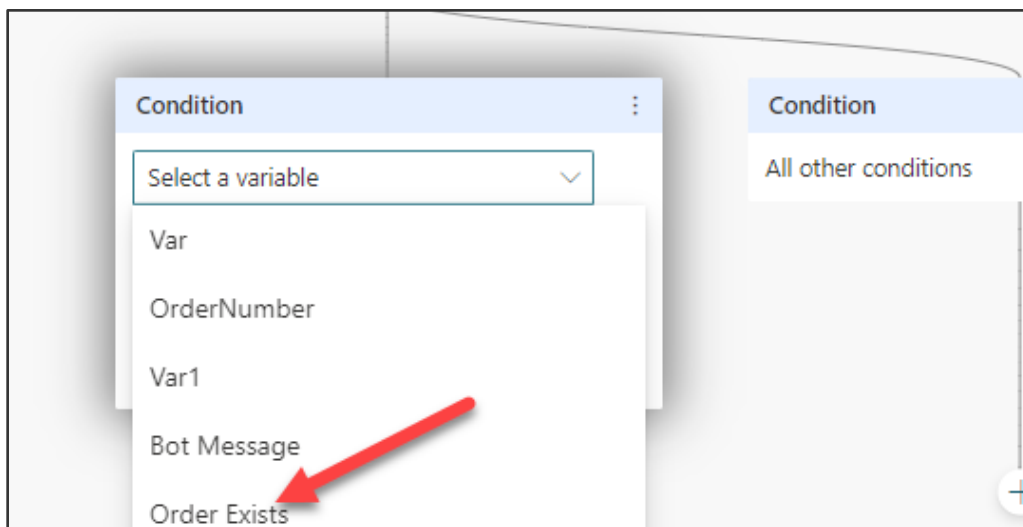 Condition
Select a variable
Var
OrderNumber
Var1
Bot Message
Order Exists
Condition
All other conditions